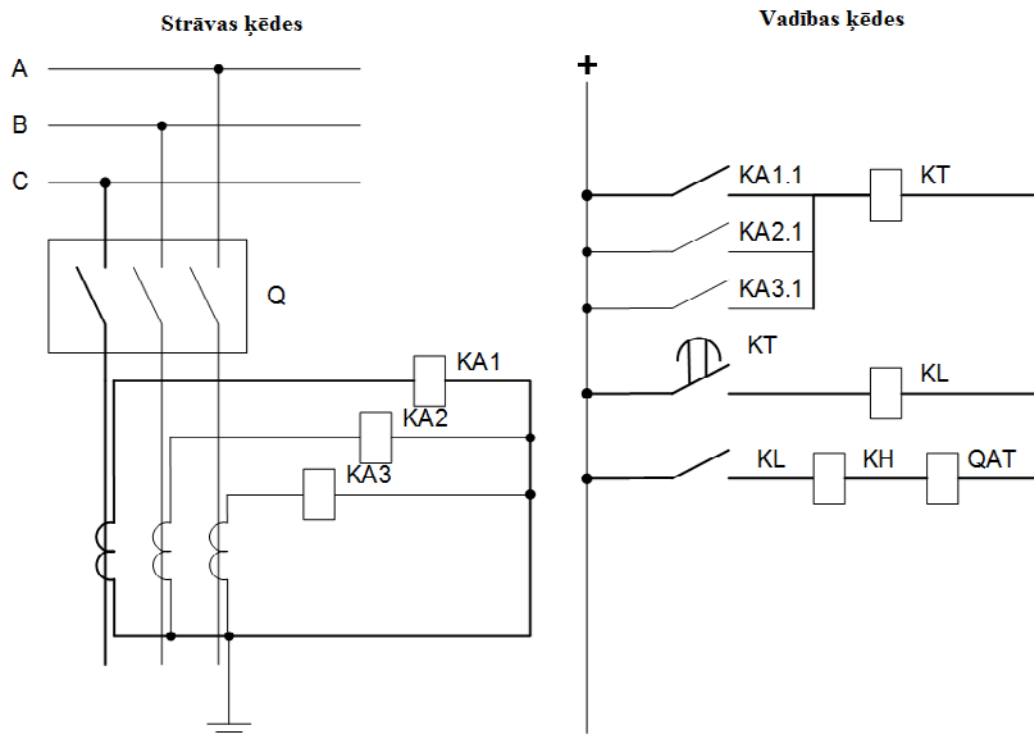 Strāvas ķēdes
A
B
C
Q
KA1
KA2
KA3
Vadības ķēdes
+
KA1.1
KT
KA2.1
KA3.1
KT
KL
KL
KH
QAT